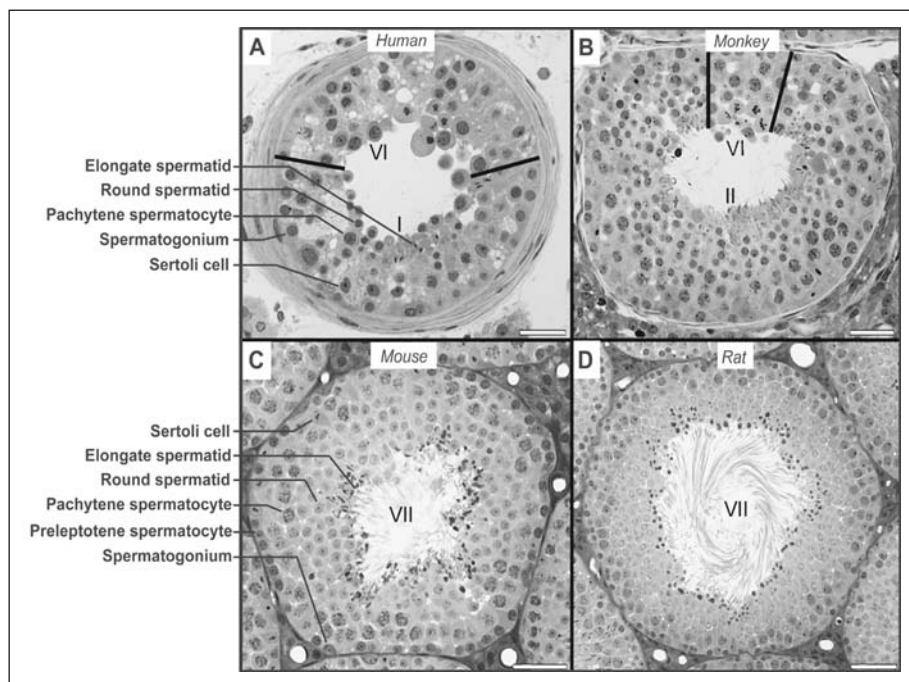 A
Human
B
Monkey
VI
I
VI
II
Elongate spermatid
Round spermatid
Pachytene spermatocyte
Spermatogonium
Sertoli cell
C
Mouse
D
Rat
VII
VII
Sertoli cell
Elongate spermatid
Round spermatid
Pachytene spermatocyte
Preleptotene spermatocyte
Spermatogonium